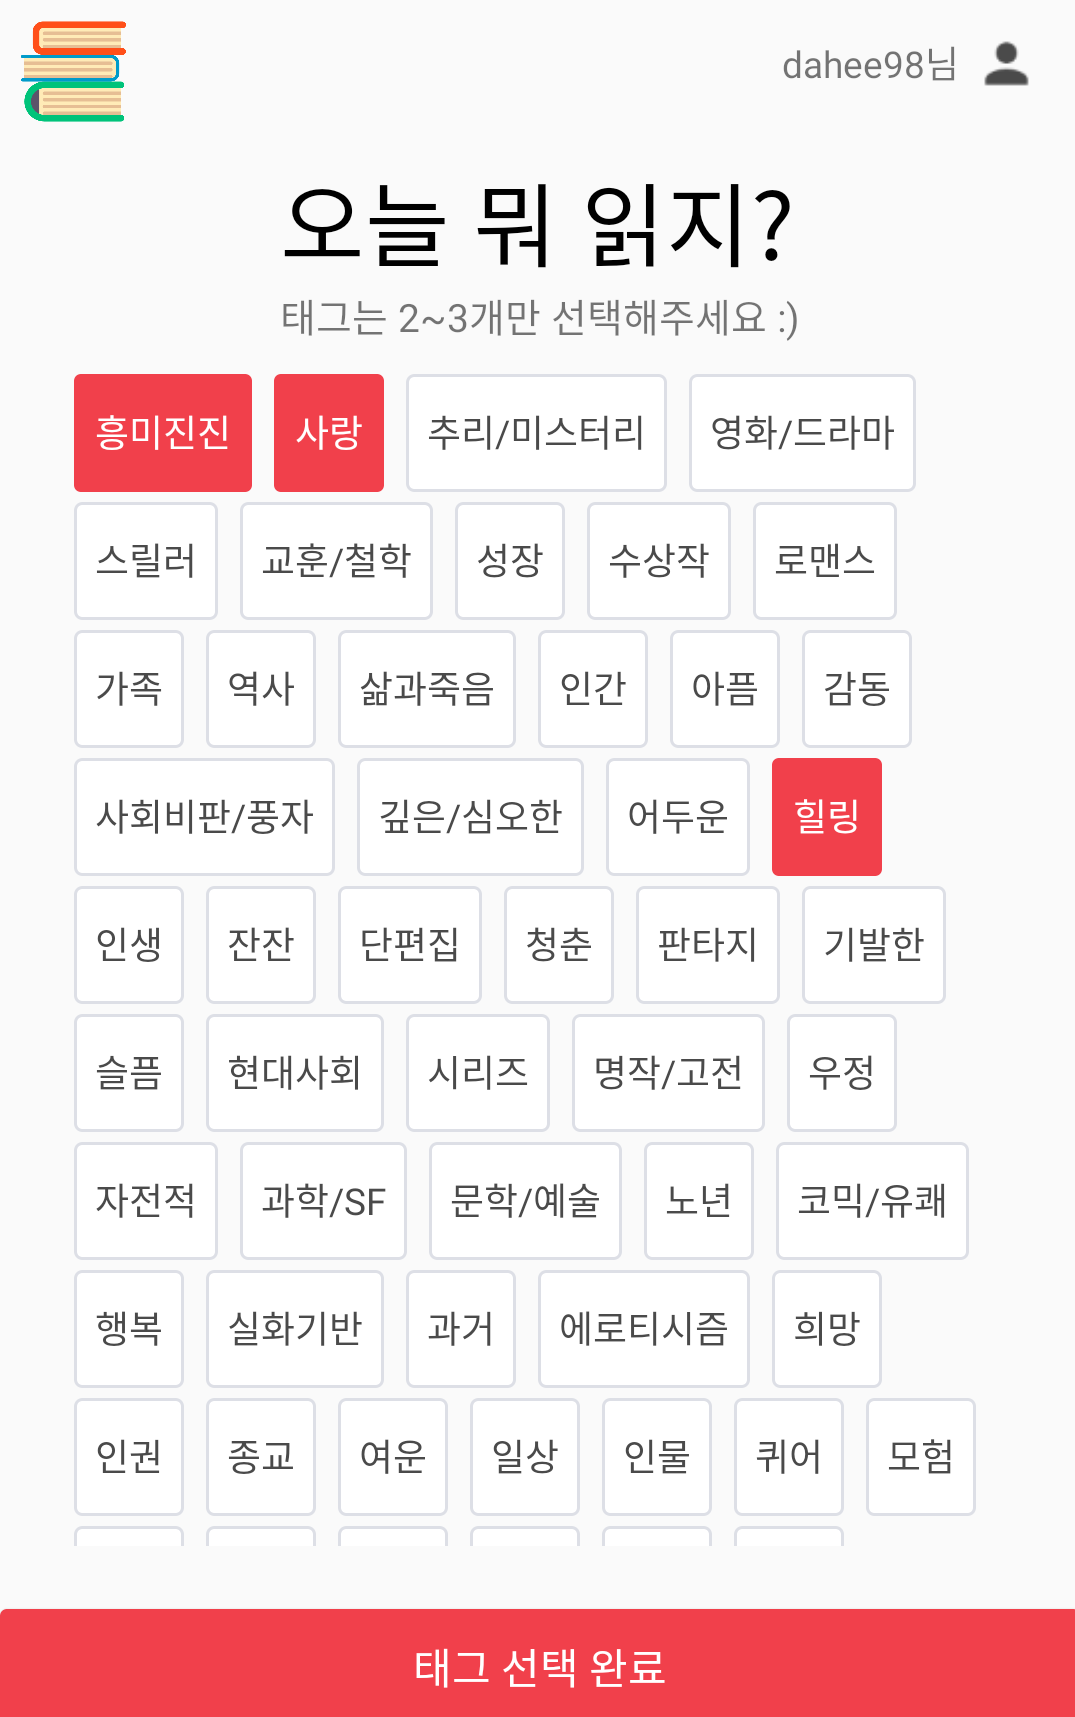 dahee98님
오늘 뭐 읽지?
태그는 2~3개만 선택해주세요 :)
흥미진진 사랑 추리/미스터리 영화/드라마
스릴러 교훈/철학 성장 수상작 로맨스
가족 역사 삶과죽음 인간 아픔 감동
사회비판/풍자 깊은/심오한 어두운 힐링
인생 잔잔 단편집 청춘 판타지 기발한
슬픔 현대사회 시리즈 명작/고전 우정
자전적 과학/SF 문학/예술 노년 코믹/유쾌
행복 실화기반 과거 에로티시즘 희망
인권 종교 여운 일상 인물 퀴어 모험
태그 선택 완료